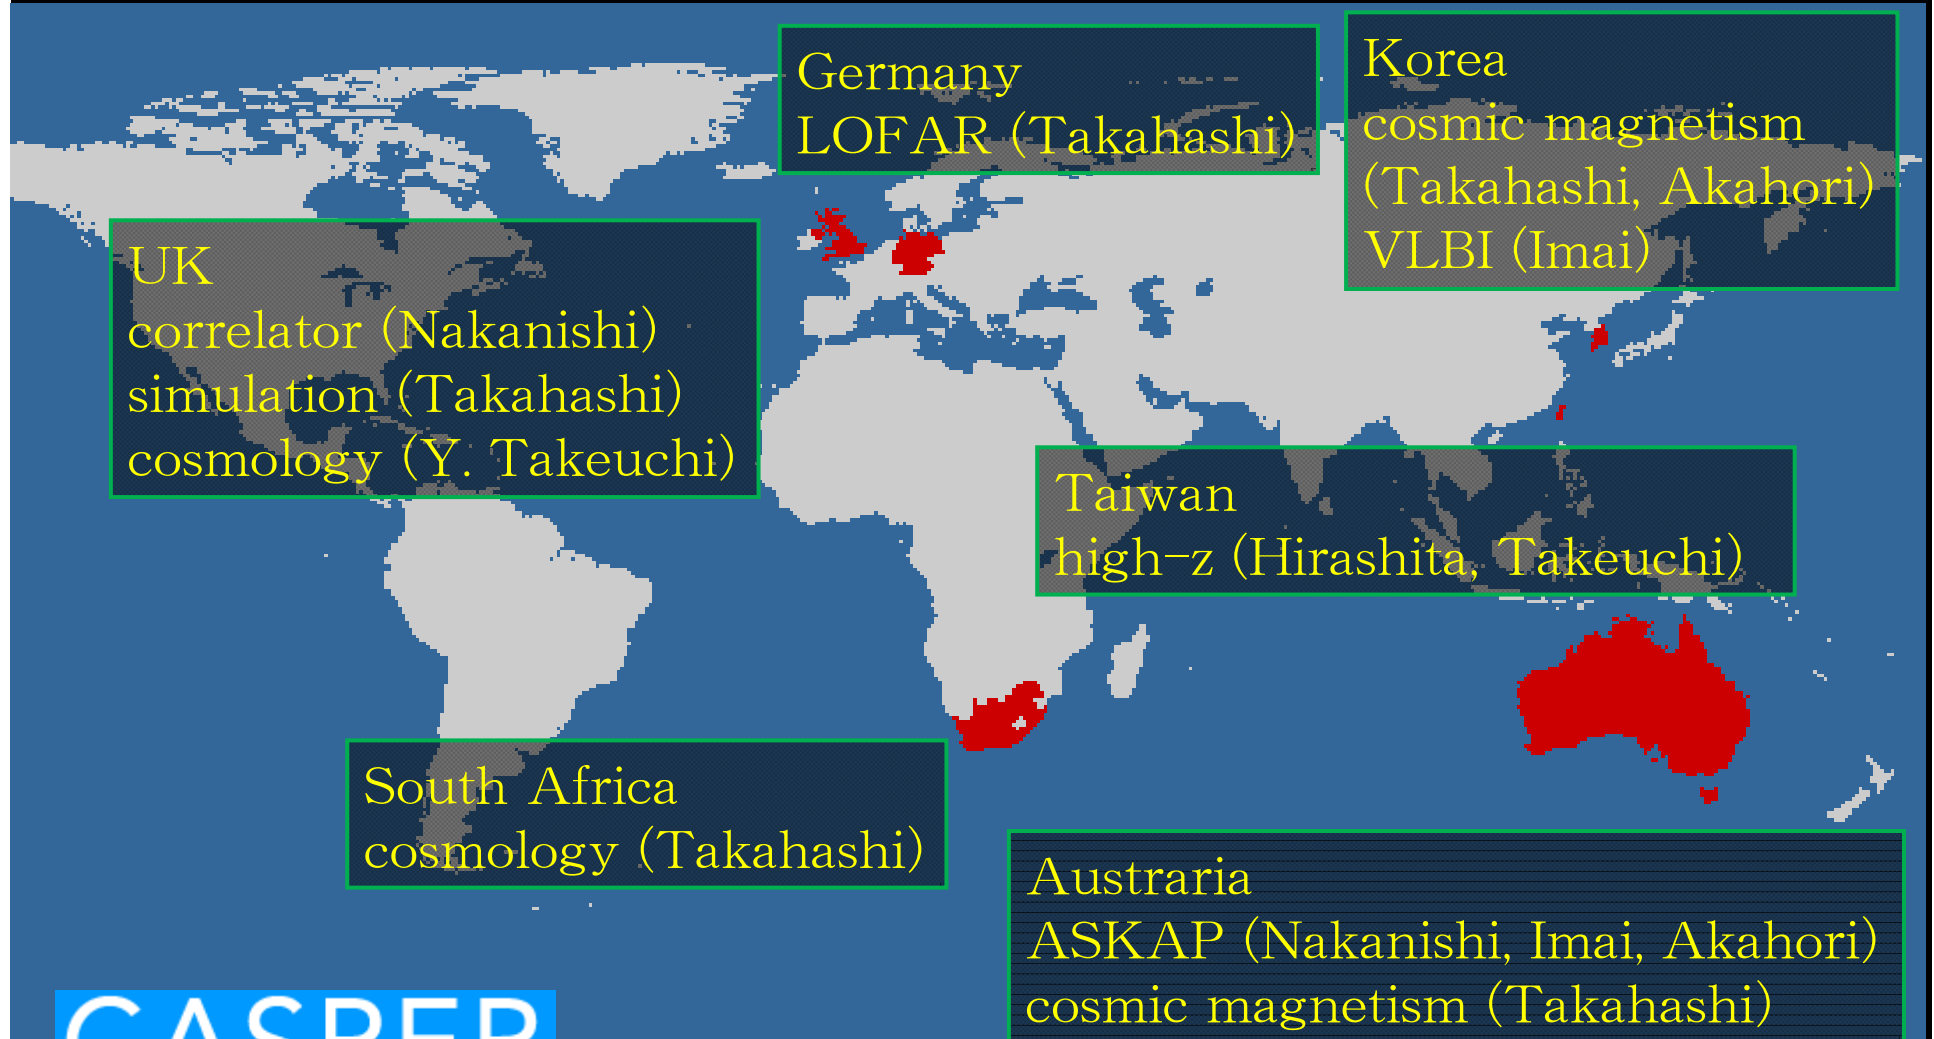 Germany
LOFAR (Takahashi)
Korea
cosmic magnetism
(Takahashi, Akahori)
VLBI (Imai)
UK
correlator (Nakanishi)
simulation (Takahashi)
cosmology (Y. Takeuchi)
Taiwan
high-z (Hirashita, Takeuchi)
South Africa
cosmology (Takahashi)
Austraria
ASKAP (Nakanishi, Imai, Akahori)
cosmic magnetism (Takahashi)
CASPER